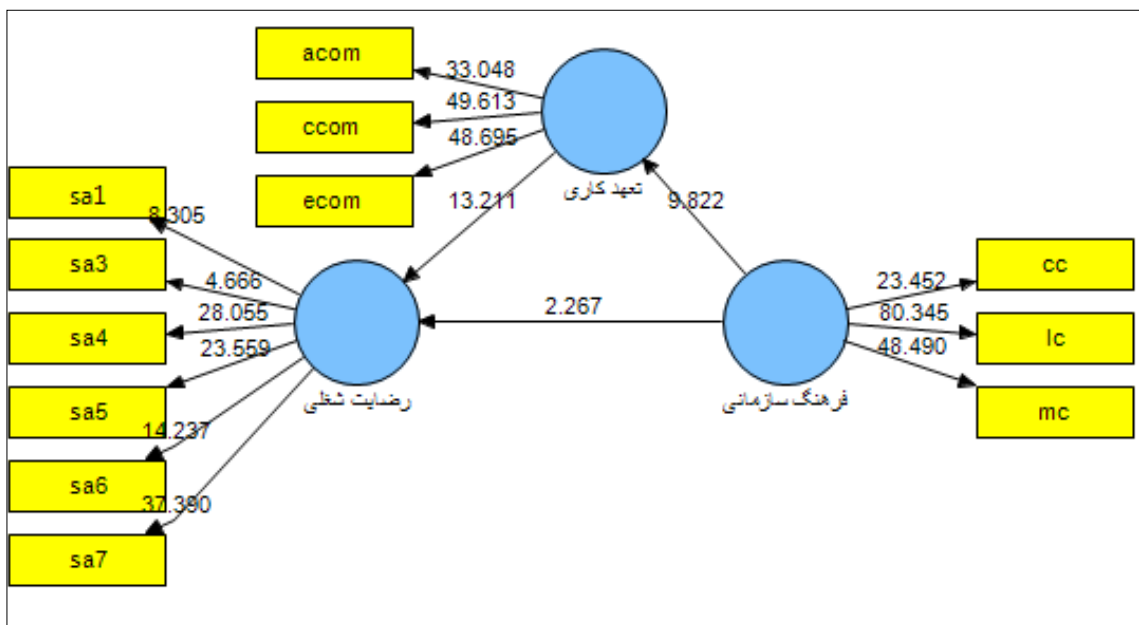 acom
33.048
ccom
49.613
48.695
ecom
تعهد کاری
13.211
9.822
sa1
8.305
sa3
4.666
28.055
sa4
23.559
sa5
14.237
sa6
37.390
sa7
رضایت شغلی
2.267
فرهنگ سازمانی
cc
23.452
80.345
lc
48.490
mc